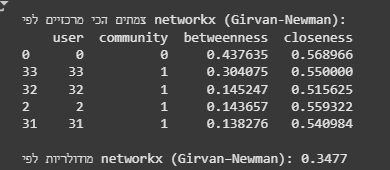 צמתים הכי מרכזיים לפי networkx (Girvan-Newman):
user community betweenness closeness
0 0 0 0.437635 0.568966
33 33 1 0.304075 0.550000
32 32 1 0.145247 0.515625
2 2 1 0.143657 0.559322
31 31 1 0.138276 0.540984
מודולריות לפי networkx (Girvan–Newman): 0.3477